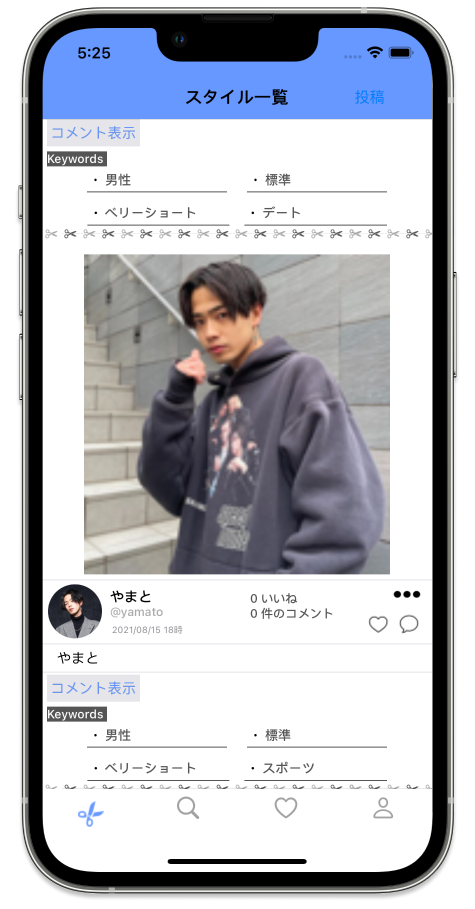 5:25
スタイル一覧 投稿
コメント表示
Keywords
・ 男性 ・ 標準
・ ベリーショート ・ デート
やまと
@yamato
2021/08/15 18時
0 いいね
0 件のコメント
やまと
コメント表示
Keywords
・ 男性 ・ 標準
・ ベリーショート ・ スポーツ